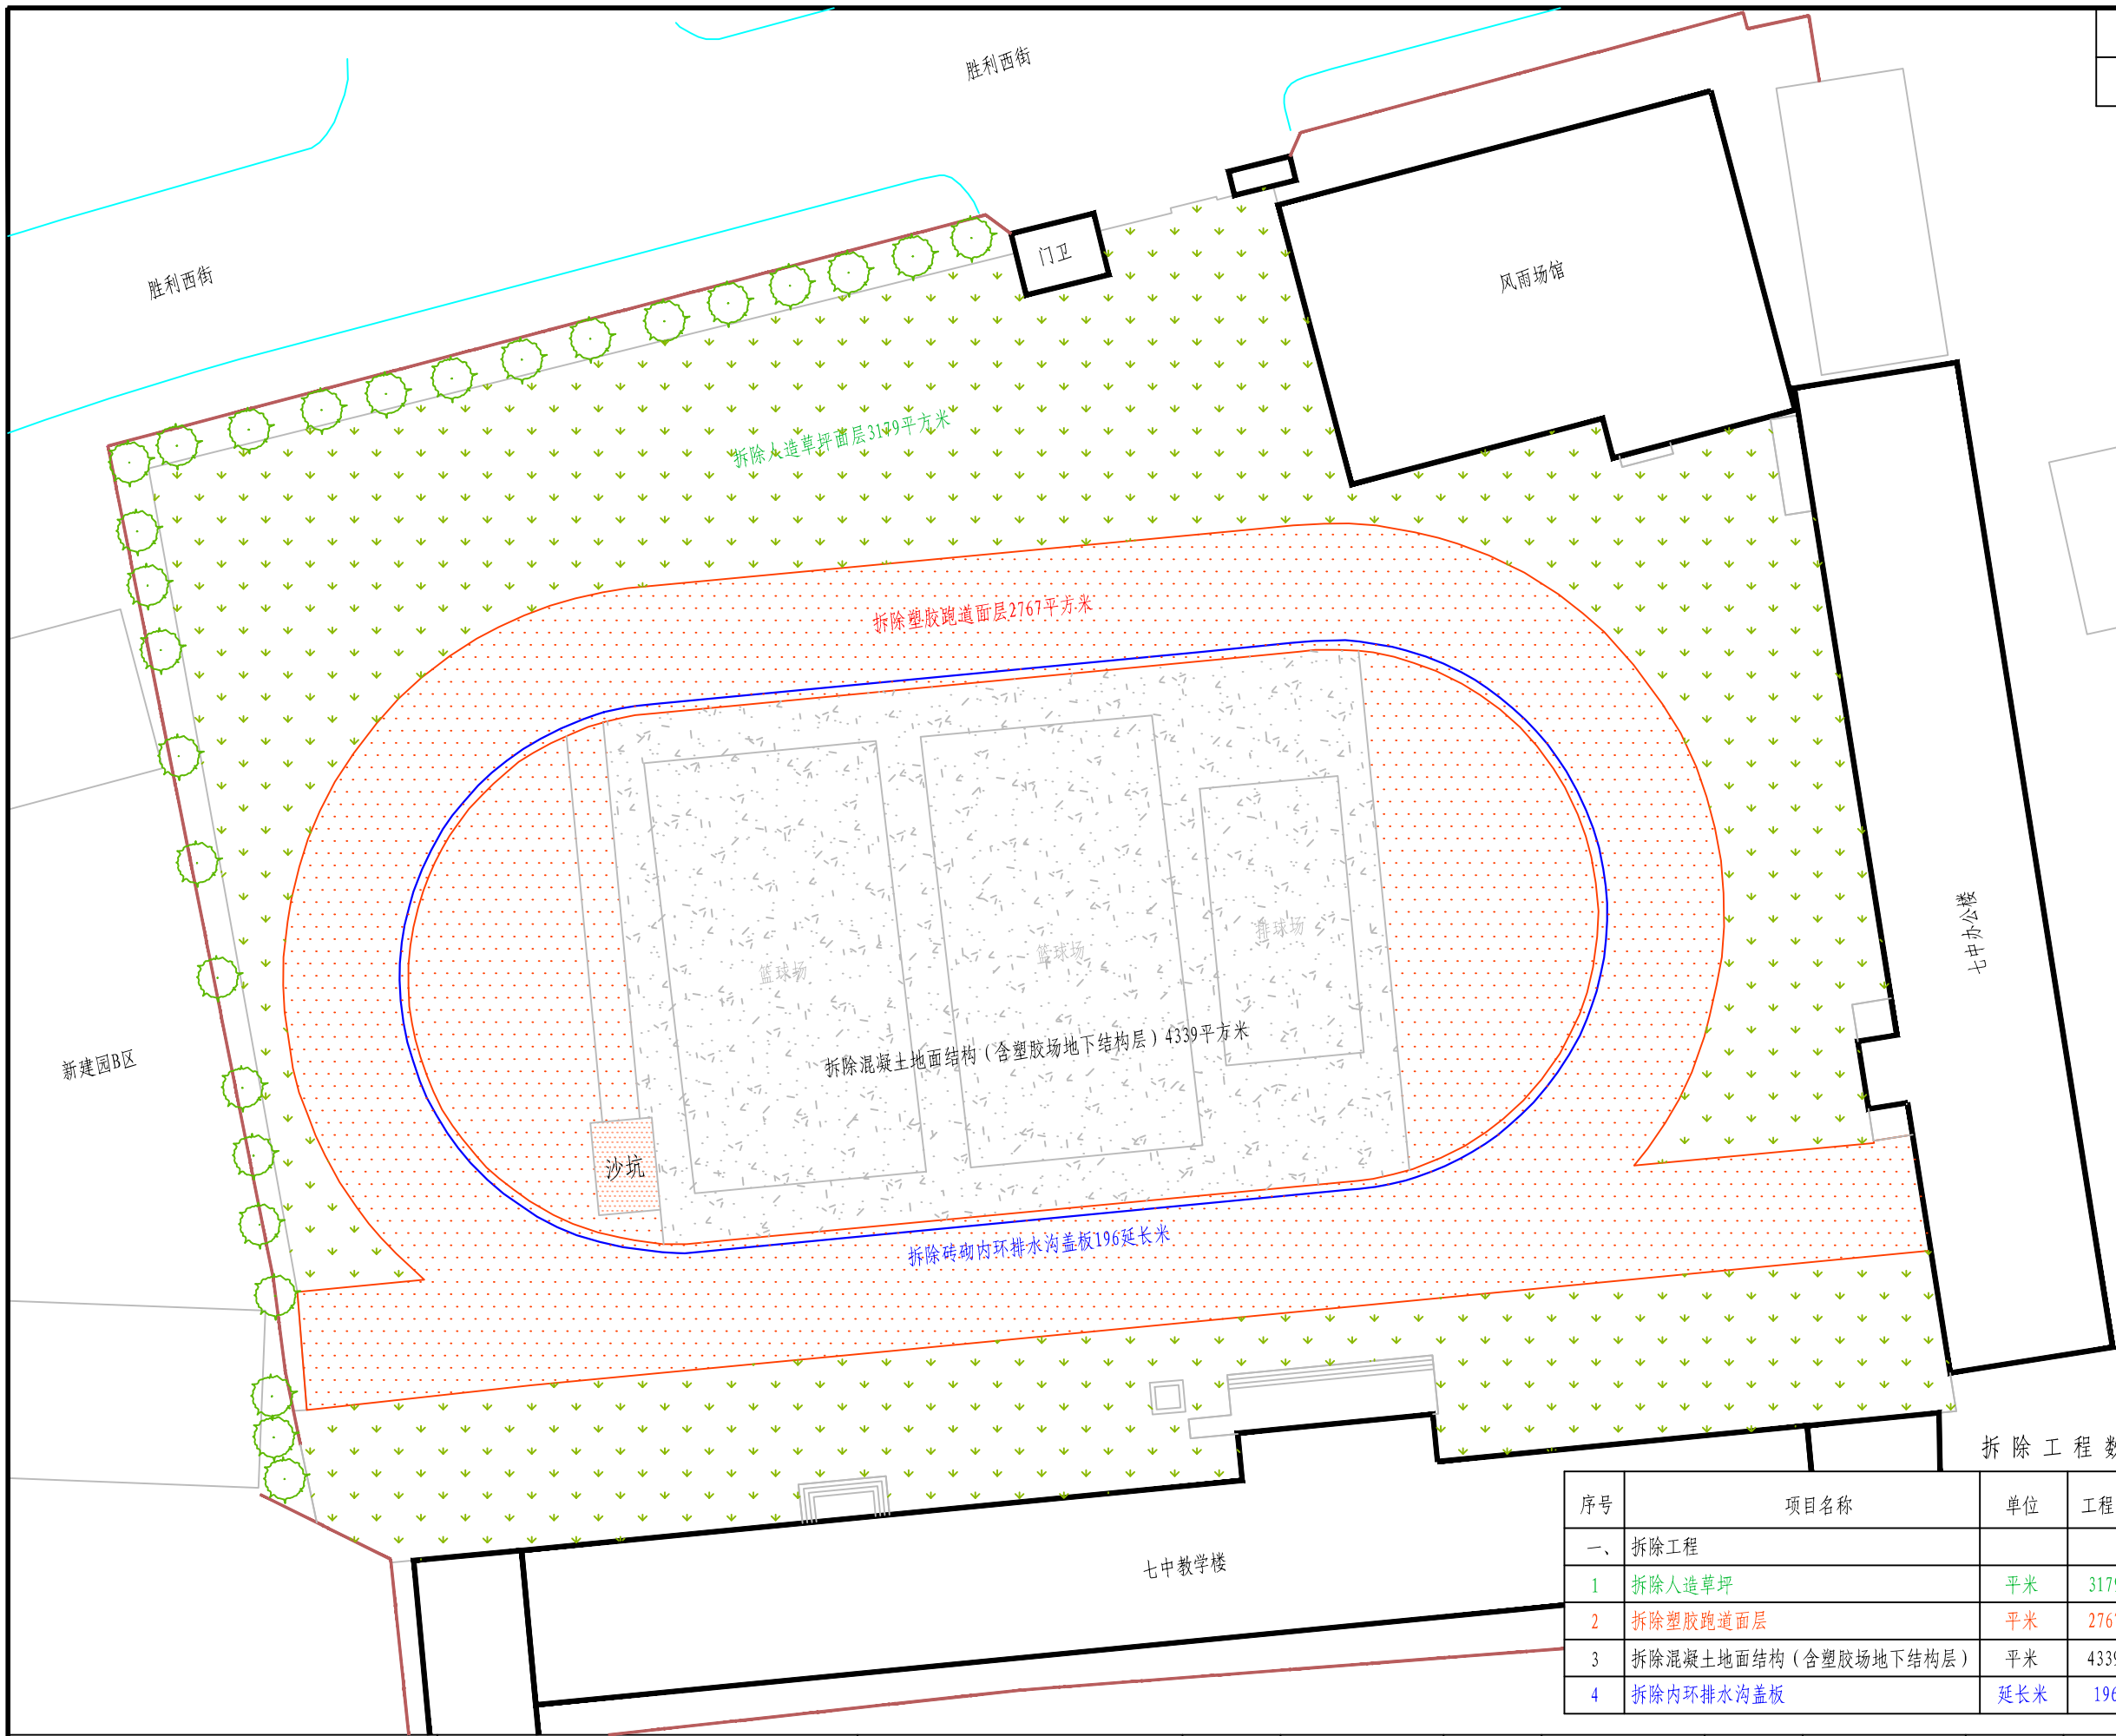 胜利西街
胜利西街
门卫
风雨场馆
拆除人造草坪面层3179平方米
拆除塑胶跑道面层2767平方米
七中办公楼
篮球场
篮球场
排球场
拆除混凝土地面结构（含塑胶场地下结构层）4339平方米
新建园B区
沙坑
拆除砖砌内环排水沟盖板196延长米
七中教学楼
拆除工程数
序号 项目名称 单位 工程
一、 拆除工程
1 拆除人造草坪 平米 3179
2 拆除塑胶跑道面层 平米 2767
3 拆除混凝土地面结构（含塑胶场地下结构层） 平米 4339
4 拆除内环排水沟盖板 延长米 196